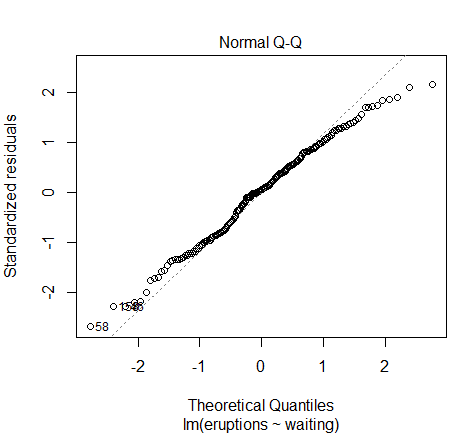 Normal Q-Q
Standardized residuals
2
1
0
-1
-2
58
-2
-1
0
1
2
Theoretical Quantiles
lm(eruptions ~ waiting)